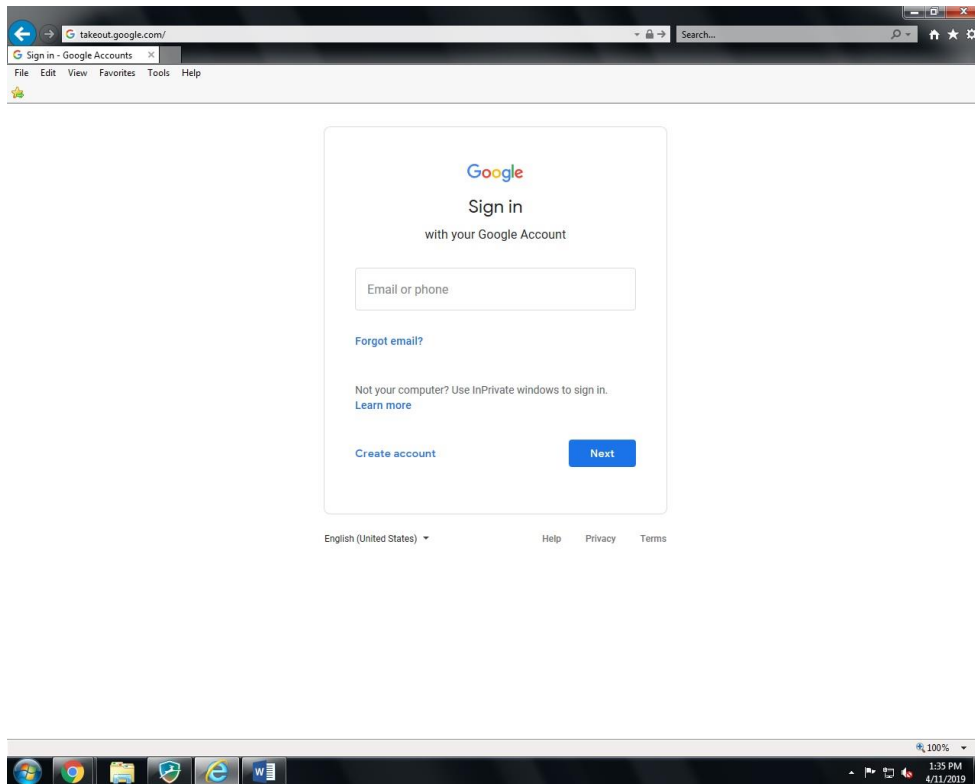 takeout.google.com/
Search...
Sign in - Google Accounts
File Edit View Favorites Tools Help
Google
Sign in
with your Google Account
Email or phone
Forgot email?
Not your computer? Use InPrivate windows to sign in.
Learn more
Create account
Next
English (United States)
Help Privacy Terms
100%
1:35 PM
4/11/2019